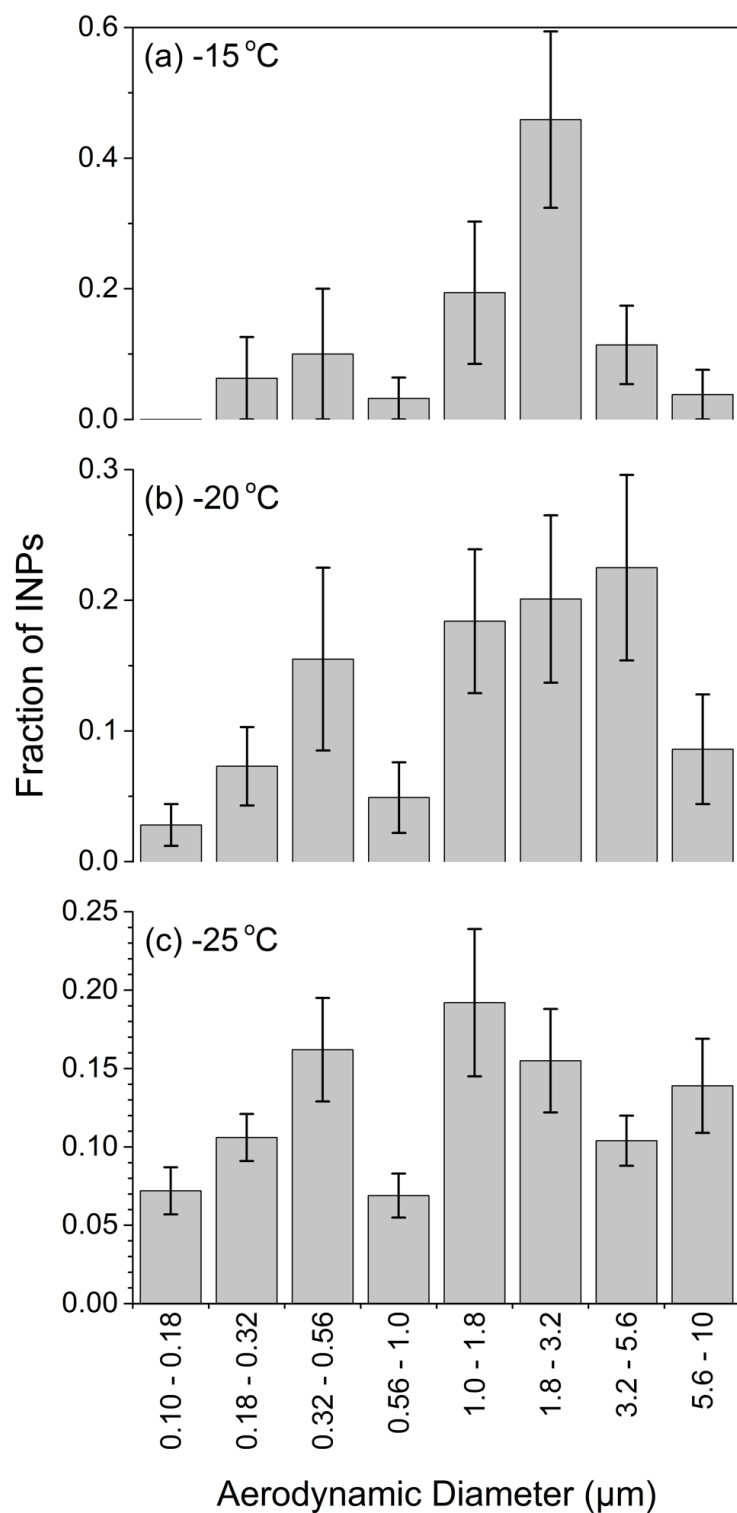 (a) -15 °C
0.6
0.4
0.2
0.0
(b) -20 °C
0.3
0.2
0.1
0.0
(c) -25 °C
0.25
0.20
0.15
0.10
0.05
0.00
Fraction of INPs
0.10 - 0.18
0.18 - 0.32
0.32 - 0.56
0.56 - 1.0
1.0 - 1.8
1.8 - 3.2
3.2 - 5.6
5.6 - 10
Aerodynamic Diameter (µm)